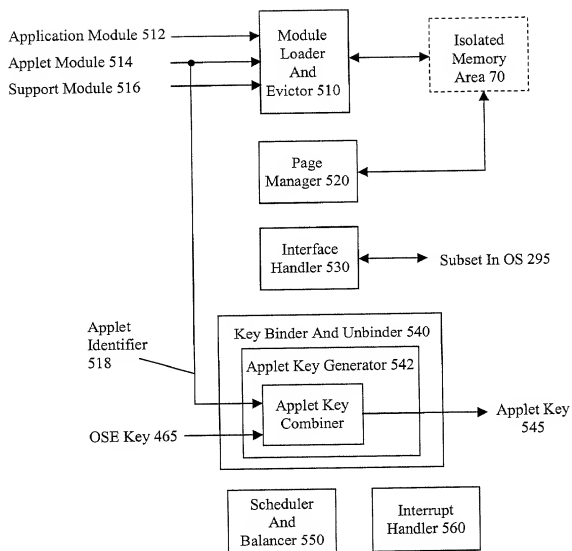 Application Module 512
Applet Module 514
Support Module 516
Module
Loader
And
Evictor 510
Isolated
Memory
Area 70
Page
Manager 520
Interface
Handler 530
Subset In OS 295
Applet
Identifier
518
Key Binder And Unbinder 540
Applet Key Generator 542
Applet Key
Combiner
OSE Key 465
Applet Key
545
Scheduler
And
Balancer 550
Interrupt
Handler 560